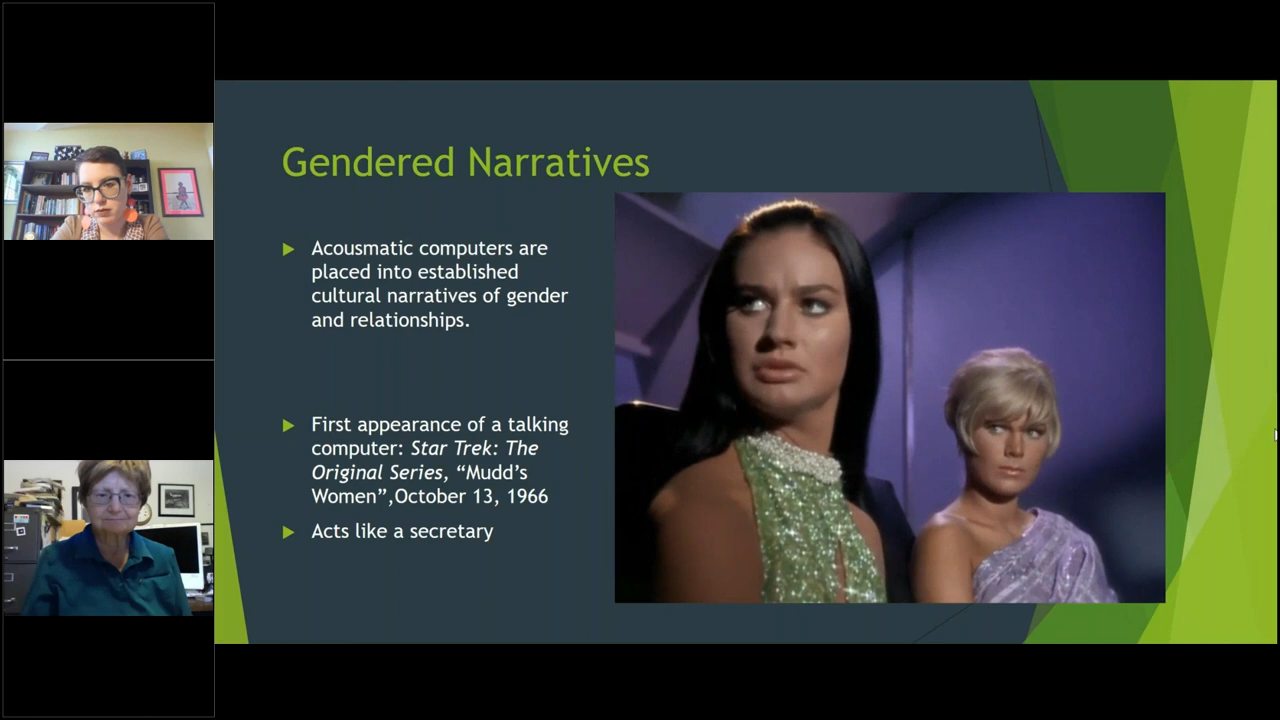 Gendered Narratives
Acousmatic computers are
placed into established
cultural narratives of gender
and relationships.
First appearance of a talking
computer: Star Trek: The
Original Series, “Mudd’s
Women”,October 13, 1966
Acts like a secretary